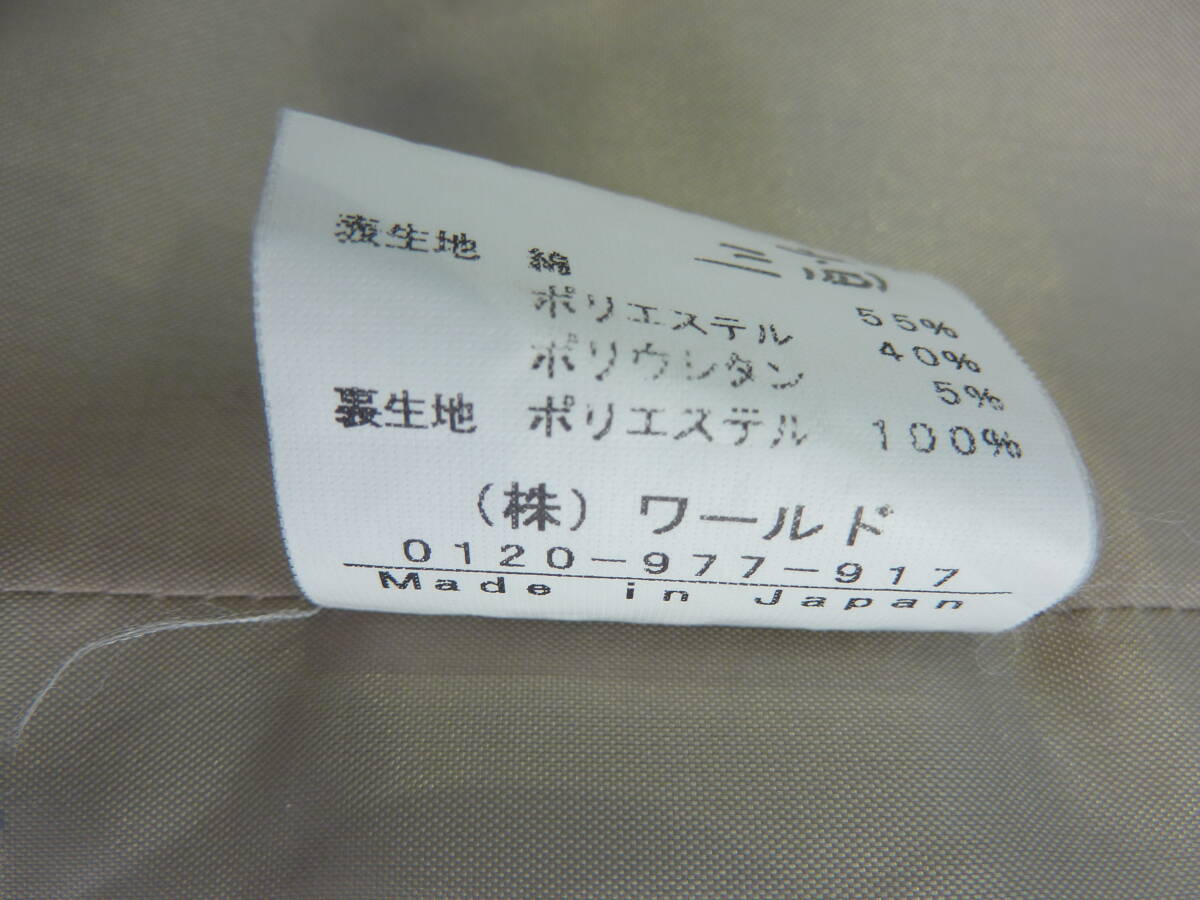 表生地 綿 55%
ポリエステル 40%
ポリウレタン 5%
裏生地 ポリエステル 100%
(株) ワールド
0120-977-917
Made in Japan